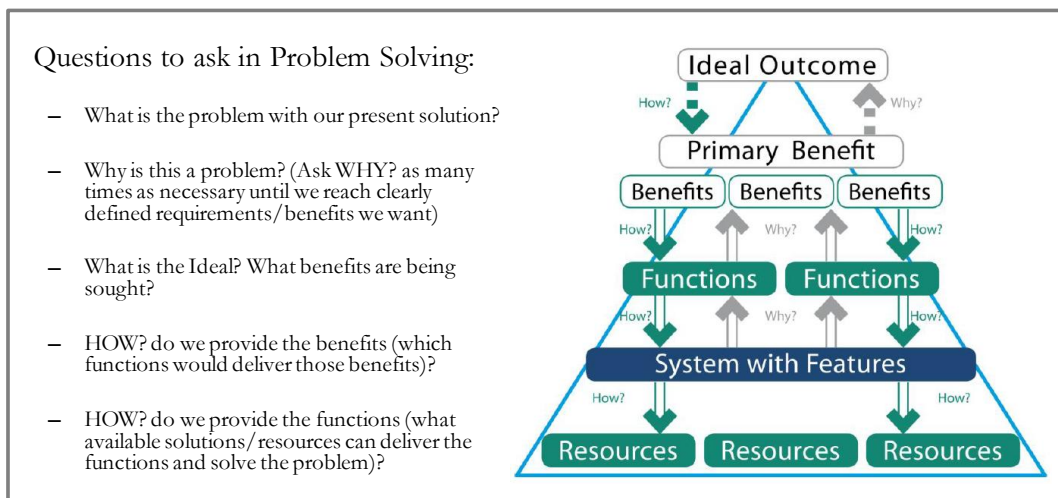 Questions to ask in Problem Solving:
– What is the problem with our present solution?
– Why is this a problem? (Ask WHY? as many
times as necessary until we reach clearly
defined requirements/benefits we want)
– What is the Ideal? What benefits are being
sought?
– HOW? do we provide the benefits (which
functions would deliver those benefits)?
– HOW? do we provide the functions (what
available solutions/resources can deliver the
functions and solve the problem)?
Ideal Outcome
How?
Why?
Primary Benefit
Benefits
Benefits
Benefits
How?
Why?
How?
Functions
Functions
How?
Why?
How?
System with Features
How?
How?
Resources
Resources
Resources